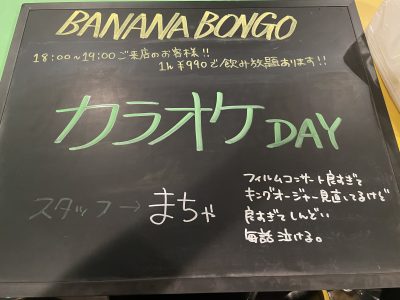 BANANA BONGO
18:00~19:00ご来店のお客様!!
1h ¥990で飲み放題あります!!
カラオケ DAY
スタッフ→ まちゃ
フィルムコンサート良すぎて
キングオージャー見直してるけど
良すぎてしんどい
毎話泣ける。